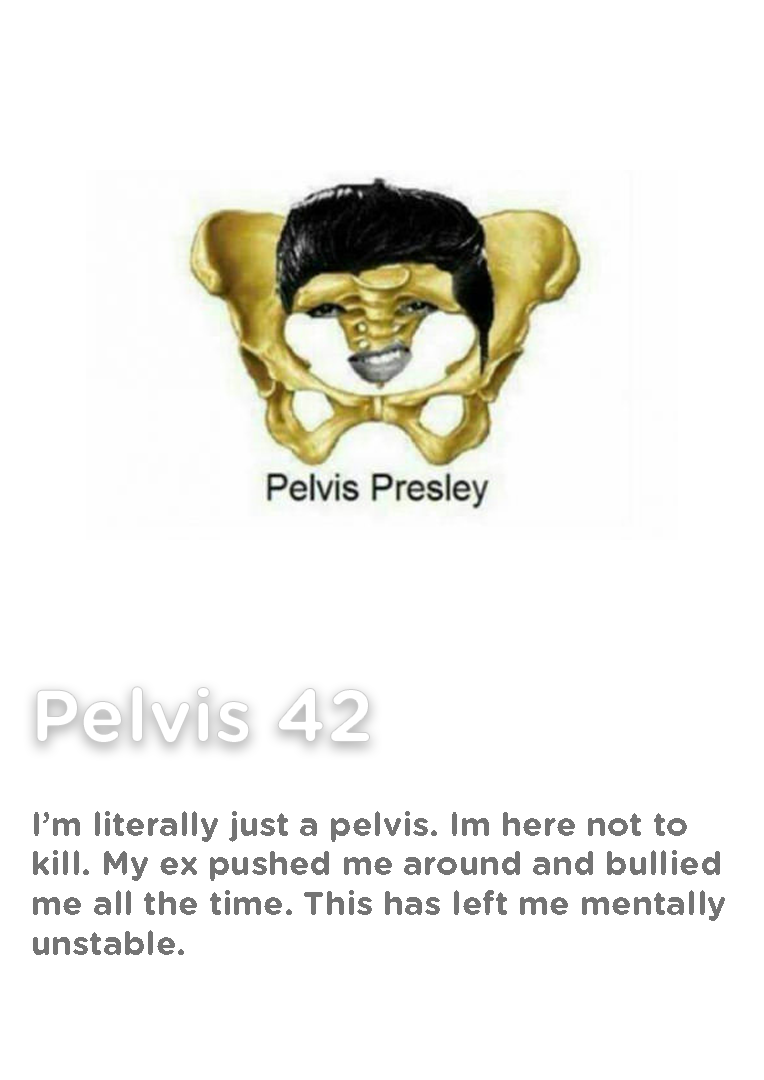 Pelvis Presley
Pelvis 42
I’m literally just a pelvis. Im here not to
kill. My ex pushed me around and bullied
me all the time. This has left me mentally
unstable.